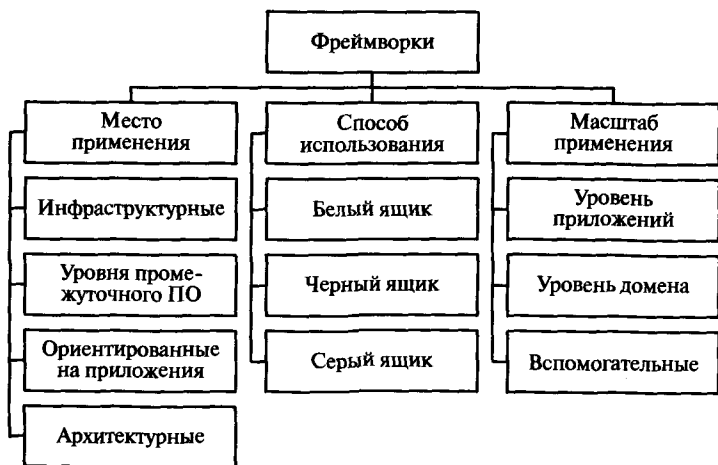 Фреймворки
Место
применения
Инфраструктурные
Уровня проме-
жуточного ПО
Ориентированные
на приложения
Архитектурные
Способ
использования
Белый ящик
Черный ящик
Серый ящик
Масштаб
применения
Уровень
приложений
Уровень домена
Вспомогательные